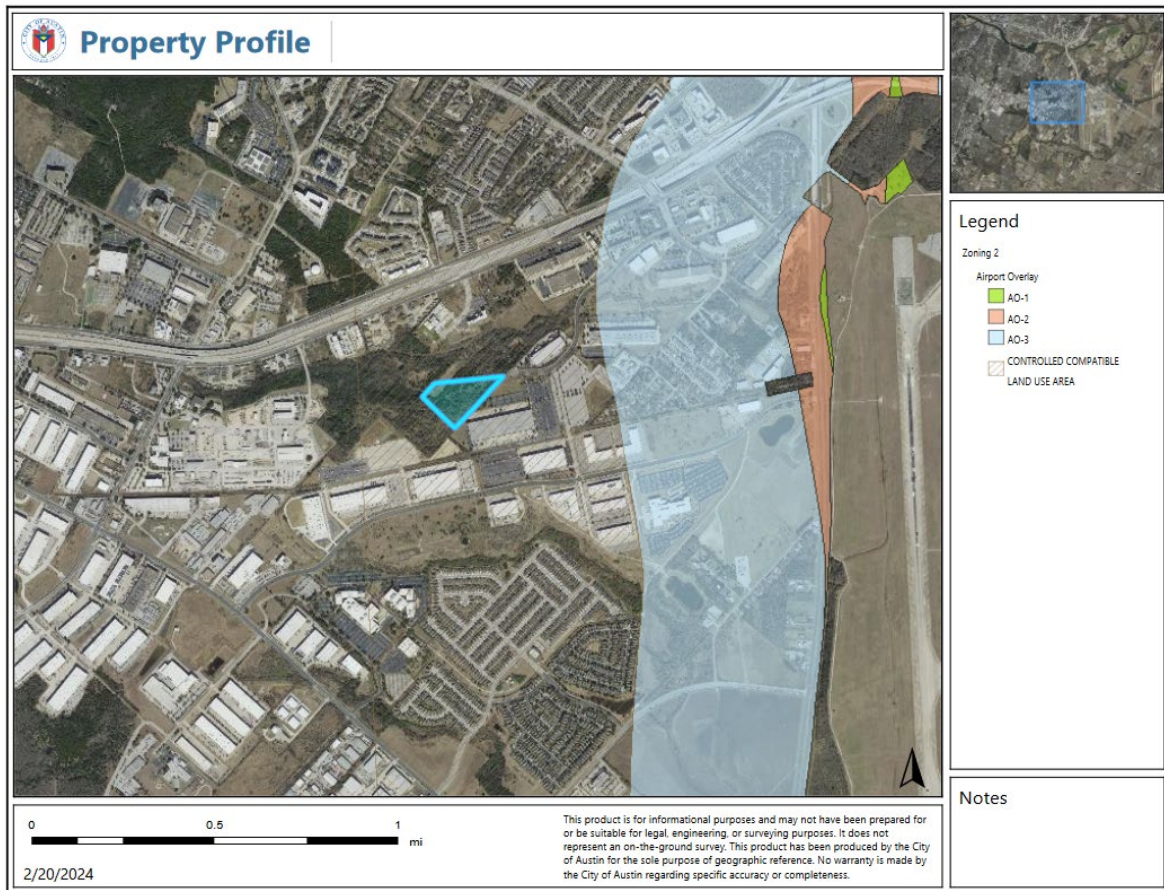 Property Profile
Legend
Zoning 2
Airport Overlay
AO-1
AO-2
AO-3
CONTROLLED COMPATIBLE
LAND USE AREA
Notes
0 0.5 1
mi
2/20/2024
This product is for informational purposes and may not have been prepared for
or be suitable for legal, engineering, or surveying purposes. It does not
represent an on-the-ground survey. This product has been produced by the City
of Austin for the sole purpose of geographic reference. No warranty is made by
the City of Austin regarding specific accuracy or completeness.